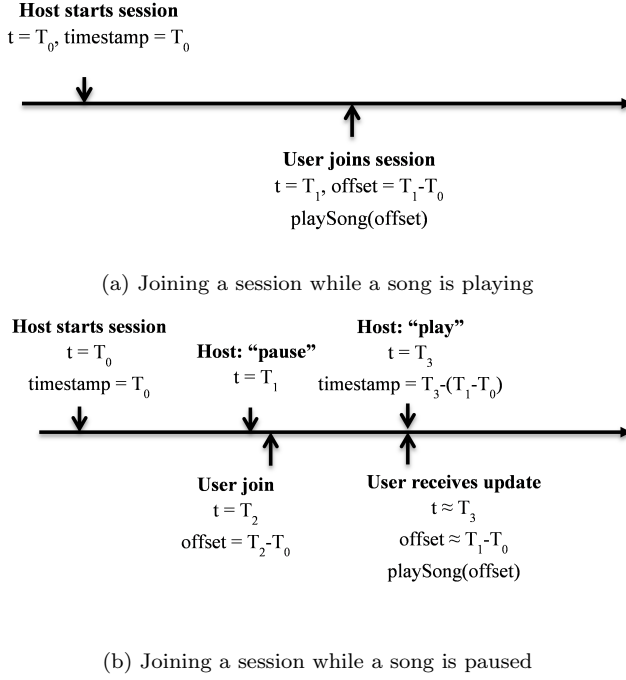 Host starts session
t = T₀, timestamp = T₀
User joins session
t = T₁, offset = T₁-T₀
playSong(offset)
(a) Joining a session while a song is playing
Host starts session
t = T₀
timestamp = T₀
Host: “pause”
t = T₁
Host: “play”
t = T₃
timestamp = T₃-(T₁-T₀)
User join
t = T₂
offset = T₂-T₀
User receives update
t ≈ T₃
offset ≈ T₁-T₀
playSong(offset)
(b) Joining a session while a song is paused